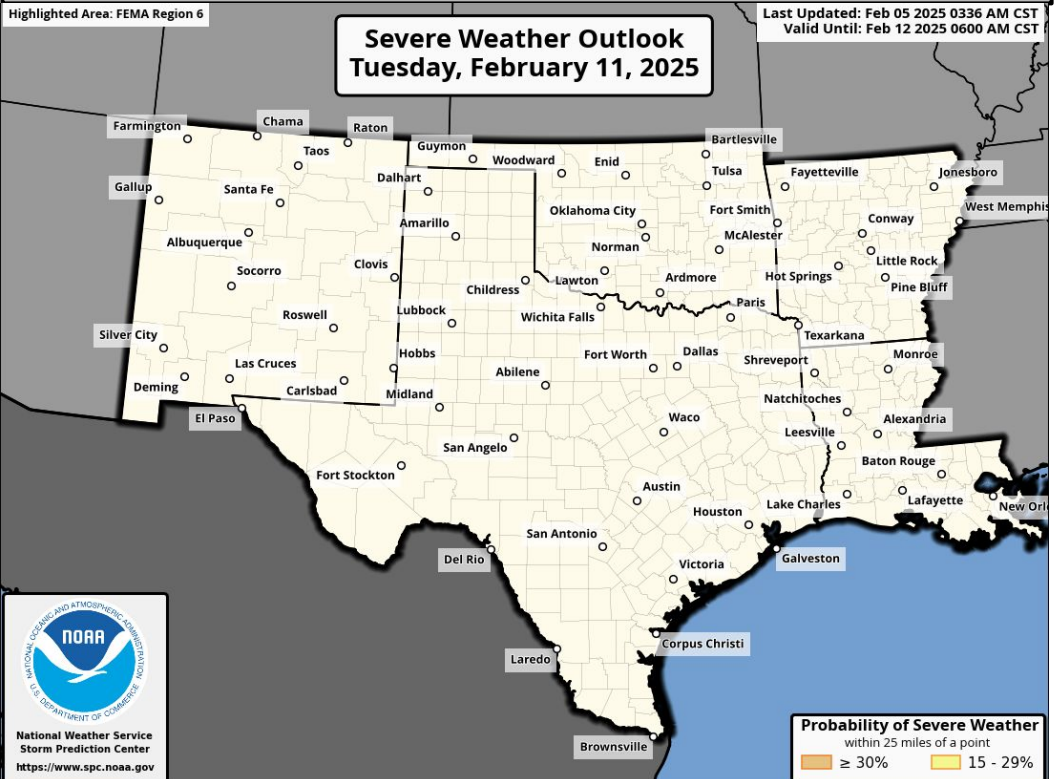 Highlighted Area: FEMA Region 6
Last Updated: Feb 05 2025 0336 AM CST
Valid Until: Feb 12 2025 0600 AM CST
Severe Weather Outlook
Tuesday, February 11, 2025
Farmington
Chama
Raton
Taos
Guymon
Woodward
Enid
Bartlesville
Gallup
Santa Fe
Dalhart
Tulsa
Fayetteville
Jonesboro
Albuquerque
Amarillo
Oklahoma City
Fort Smith
West Memphis
Conway
Norman
McAlester
Socorro
Clovis
Childress
Lawton
Ardmore
Hot Springs
Little Rock
Pine Bluff
Roswell
Lubbock
Wichita Falls
Paris
Texarkana
Silver City
Hobbs
Fort Worth
Dallas
Shreveport
Monroe
Las Cruces
Deming
Carlsbad
Midland
Abilene
Natchitoches
El Paso
San Angelo
Waco
Leesville
Alexandria
Fort Stockton
Baton Rouge
Austin
Houston
Lake Charles
Lafayette
New Orl
San Antonio
Del Rio
Galveston
Victoria
Laredo
Corpus Christi
Brownsville
NATIONAL OCEANIC AND ATMOSPHERIC ADMINISTRATION
NOAA
U.S. DEPARTMENT OF COMMERCE
National Weather Service
Storm Prediction Center
https://www.spc.noaa.gov
Probability of Severe Weather
within 25 miles of a point
≥ 30%
15 - 29%